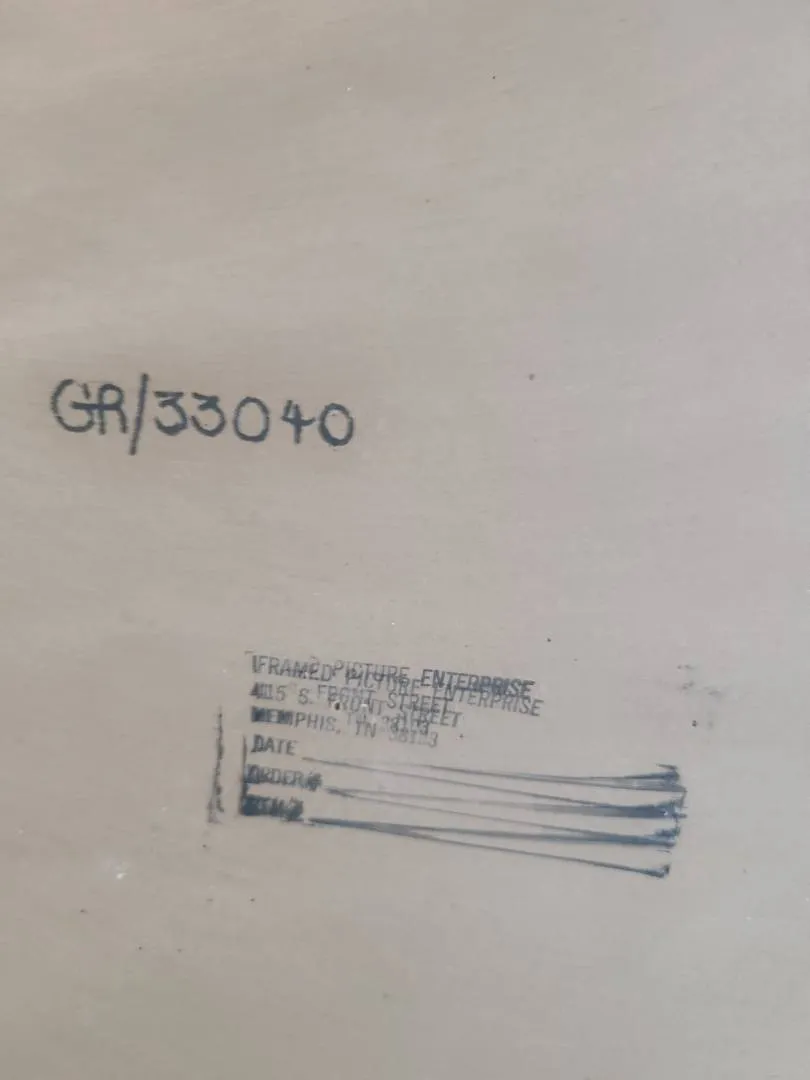 GR/33040
FRAMED PICTURE ENTERPRISE
S. FRONT STREET
MEMPHIS, TN
DATE
ORDER#